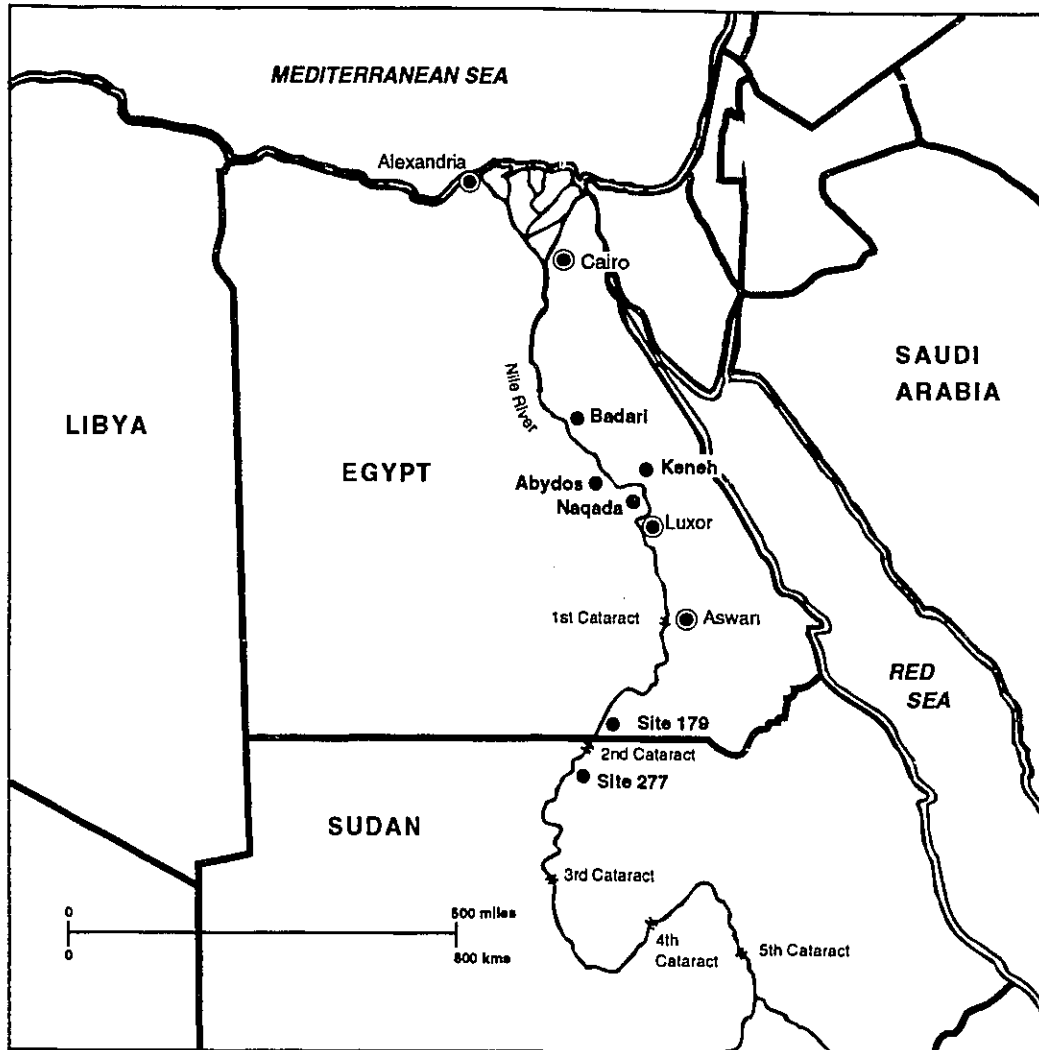 MEDITERRANEAN SEA
Alexandria
Cairo
SAUDI
ARABIA
Nile River
LIBYA
Badari
EGYPT
Keneh
Abydos
Naqada
Luxor
1st Cataract
Aswan
RED
SEA
Site 179
2nd Cataract
Site 277
SUDAN
3rd Cataract
0
500 miles
0
800 kms
4th
Cataract
5th Cataract